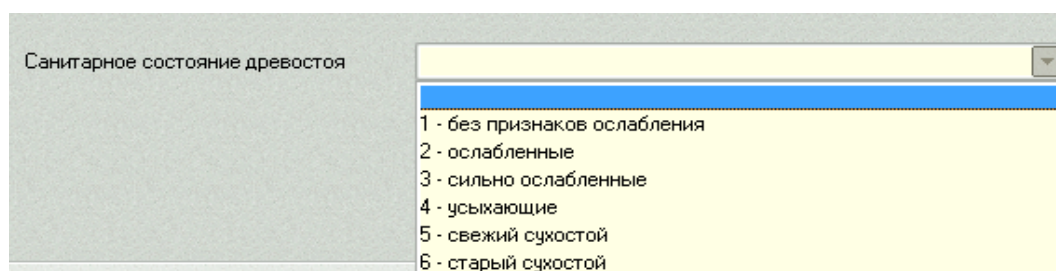 Санитарное состояние древостоя
1 - без признаков ослабления
2 - ослабленные
3 - сильно ослабленные
4 - усыхающие
5 - свежий сухостой
6 - старый сухостой